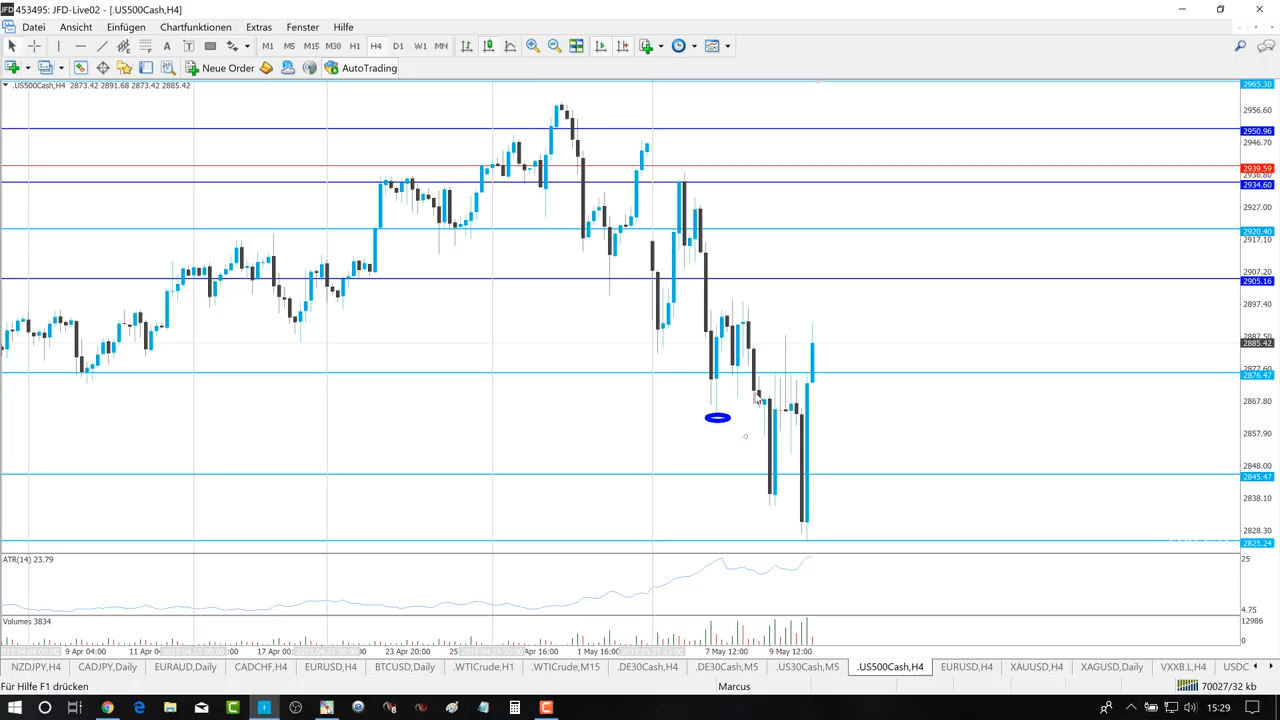 453495: JFD-Live02 - [.US500Cash,H4]
Datei Ansicht Einfügen Chartfunktionen Extras Fenster Hilfe
M1 M5 M15 M30 H1 H4 D1 W1 MN
Neue Order AutoTrading
.US500Cash,H4 2873.42 2891.68 2873.42 2885.42
2965.30
2956.60
2950.96
2946.70
2939.59
2936.80
2934.60
2927.00
2920.40
2917.10
2907.20
2905.16
2897.40
2887.50
2885.42
2877.60
2876.47
2867.80
2857.90
2848.00
2845.47
2838.10
2828.30
2825.24
ATR(14) 23.79
25
4.75
Volumes 3834
12986
0
9 Apr 04:00 11 Apr 17 Apr 23 Apr 20:00 Apr 16:00 1 May 16:00 7 May 12:00 9 May 12:00
NZDJPY,H4 CADJPY,Daily EURAUD,Daily CADCHF,H4 EURUSD,H4 BTCUSD,Daily .WTICrude,H1 .WTICrude,M15 .DE30Cash,H4 .DE30Cash,M5 .US30Cash,M5 .US500Cash,H4 EURUSD,H4 XAUUSD,H4 XAGUSD,Daily VXXB.L,H4 USDC
Für Hilfe F1 drücken Marcus 70027/32 kb
15:29